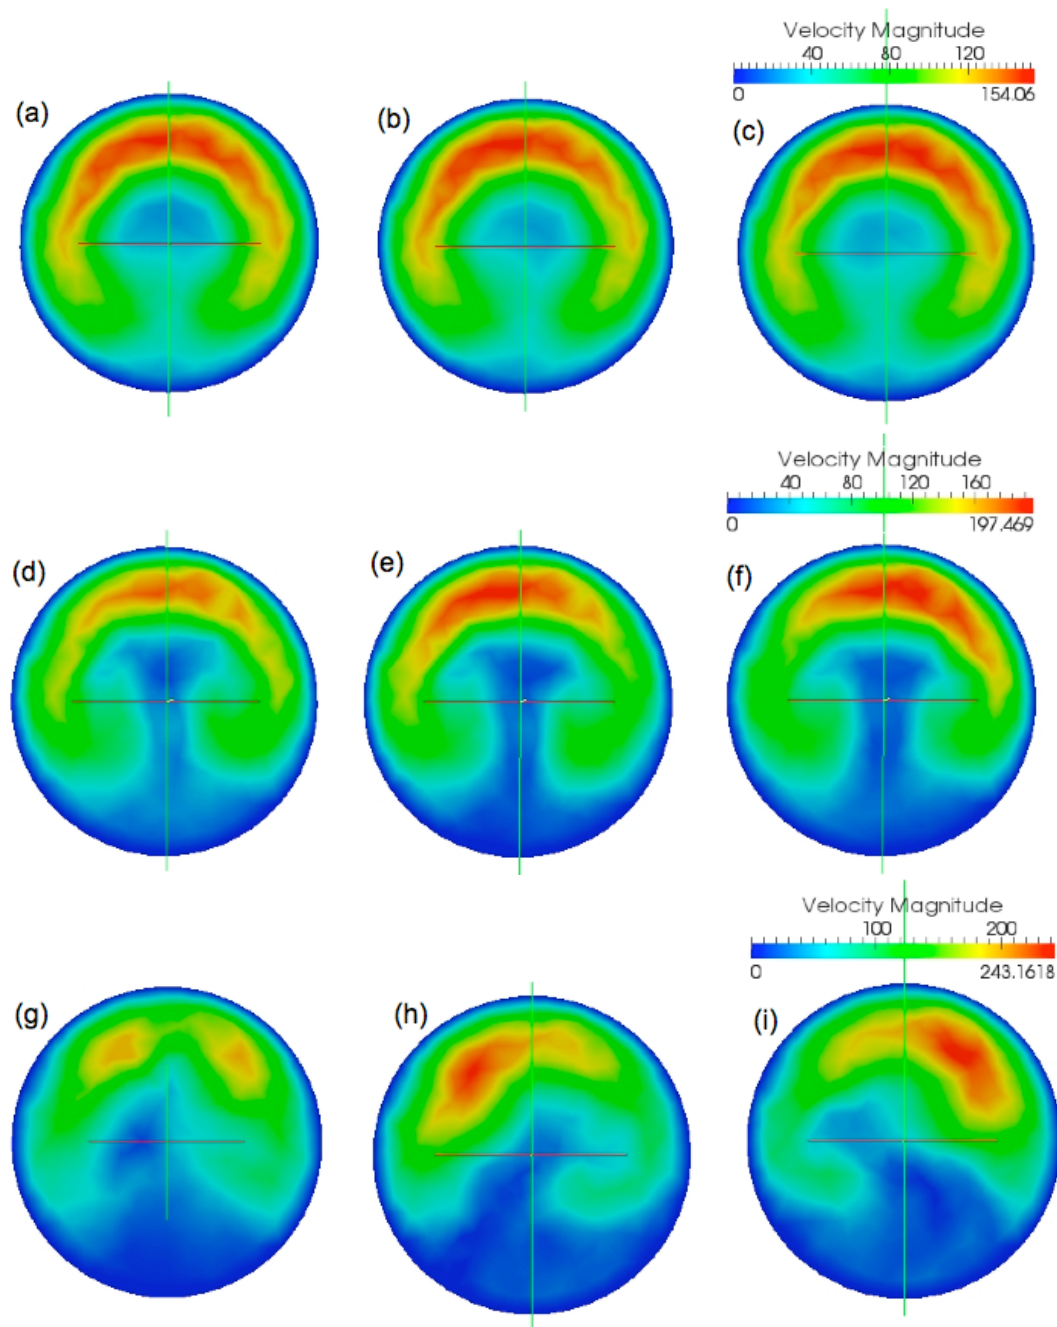 Velocity Magnitude
40 80 120
0 154.06
(a) (b) (c)
Velocity Magnitude
40 80 120 160
0 197.469
(d) (e) (f)
Velocity Magnitude
100 200
0 243.1618
(g) (h) (i)